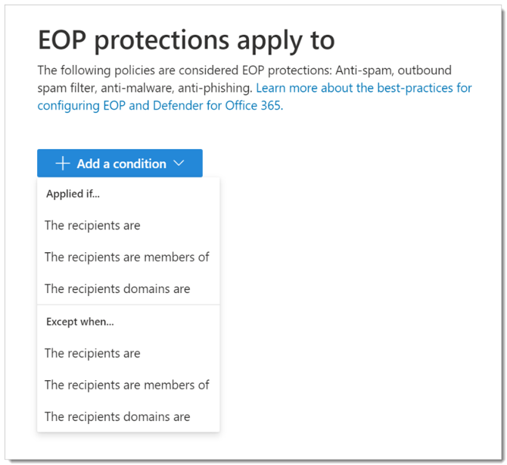 EOP protections apply to
The following policies are considered EOP protections: Anti-spam, outbound
spam filter, anti-malware, anti-phishing. Learn more about the best-practices for
configuring EOP and Defender for Office 365.
Add a condition
Applied if...
The recipients are
The recipients are members of
The recipients domains are
Except when...
The recipients are
The recipients are members of
The recipients domains are